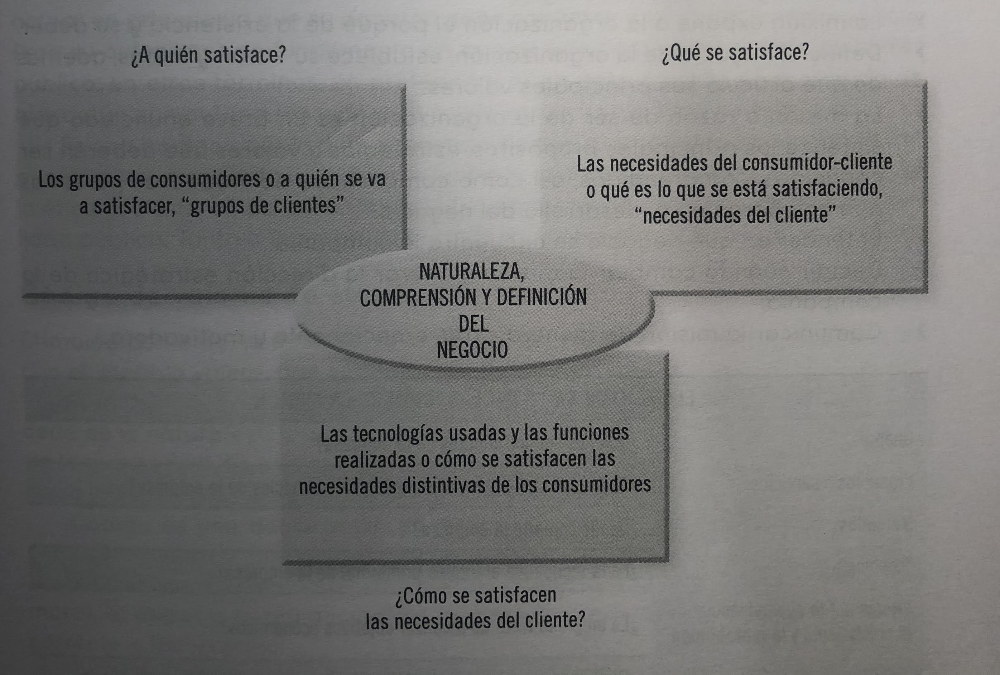 ¿A quién satisface?
¿Qué se satisface?
Los grupos de consumidores o a quién se va
a satisfacer, “grupos de clientes”
Las necesidades del consumidor-cliente
o qué es lo que se está satisfaciendo,
“necesidades del cliente”
NATURALEZA,
COMPRENSIÓN Y DEFINICIÓN
DEL
NEGOCIO
Las tecnologías usadas y las funciones
realizadas o cómo se satisfacen las
necesidades distintivas de los consumidores
¿Cómo se satisfacen
las necesidades del cliente?